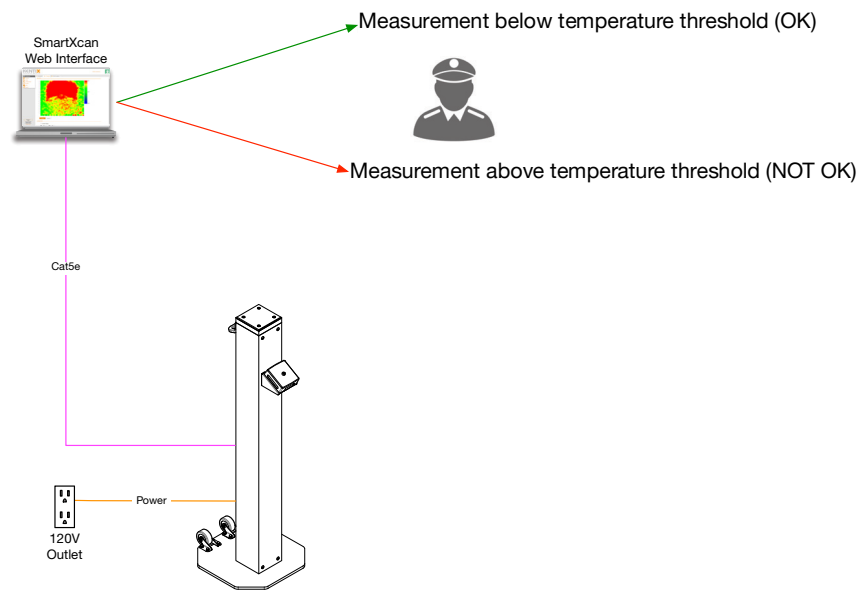 Measurement below temperature threshold (OK)
SmartXcan
Web Interface
Measurement above temperature threshold (NOT OK)
Cat5e
Power
120V
Outlet